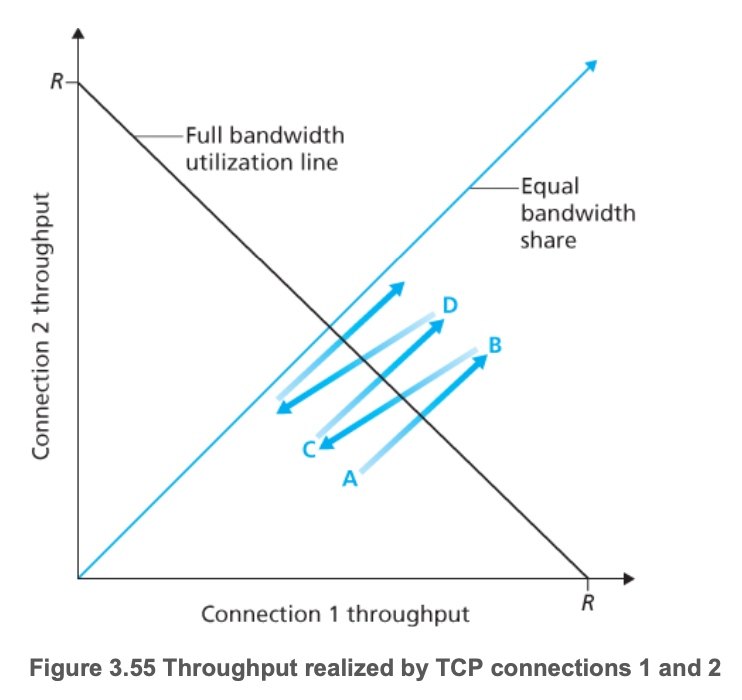 R
Full bandwidth
utilization line
Equal
bandwidth
share
Connection 2 throughput
D
B
C
A
R
Connection 1 throughput
Figure 3.55 Throughput realized by TCP connections 1 and 2